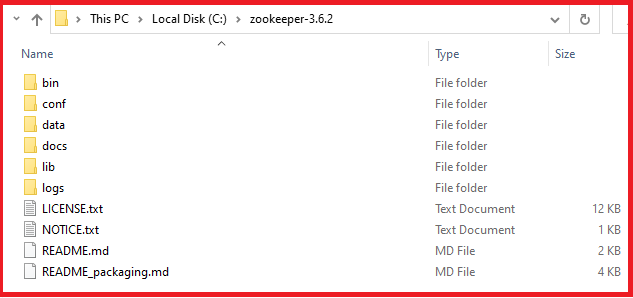 This PC > Local Disk (C:) > zookeeper-3.6.2
Name Type Size
bin File folder
conf File folder
data File folder
docs File folder
lib File folder
logs File folder
LICENSE.txt Text Document 12 KB
NOTICE.txt Text Document 1 KB
README.md MD File 2 KB
README_packaging.md MD File 4 KB